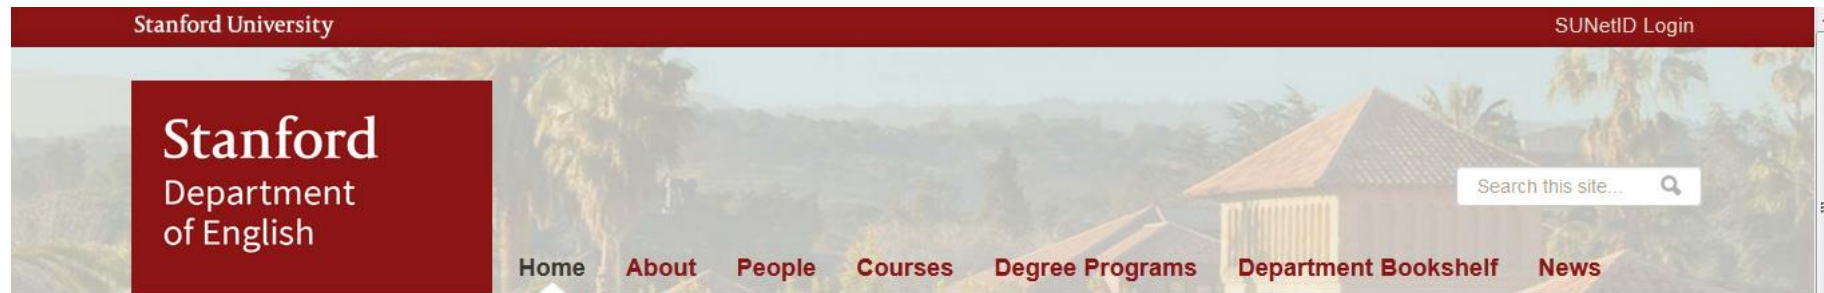 Stanford University
SUNetID Login
Stanford
Department
of English
Search this site...
Home About People Courses Degree Programs Department Bookshelf News